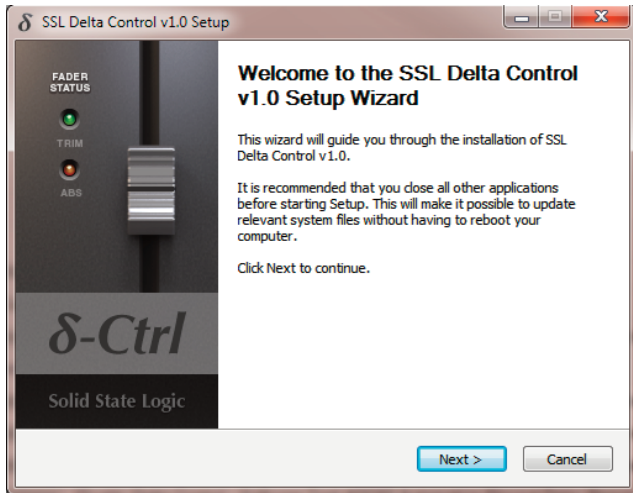 δ SSL Delta Control v1.0 Setup
FADER
STATUS
TRIM
ABS
δ-Ctrl
Solid State Logic
Welcome to the SSL Delta Control
v1.0 Setup Wizard
This wizard will guide you through the installation of SSL
Delta Control v1.0.
It is recommended that you close all other applications
before starting Setup. This will make it possible to update
relevant system files without having to reboot your
computer.
Click Next to continue.
Next >
Cancel